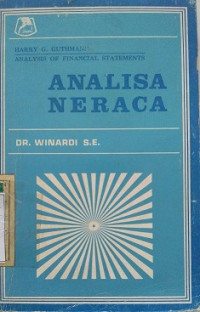 HARRY G. GUTHMAN:
ANALYSIS OF FINANCIAL STATEMENTS
ANALISA
NERACA
DR. WINARDI S.E.